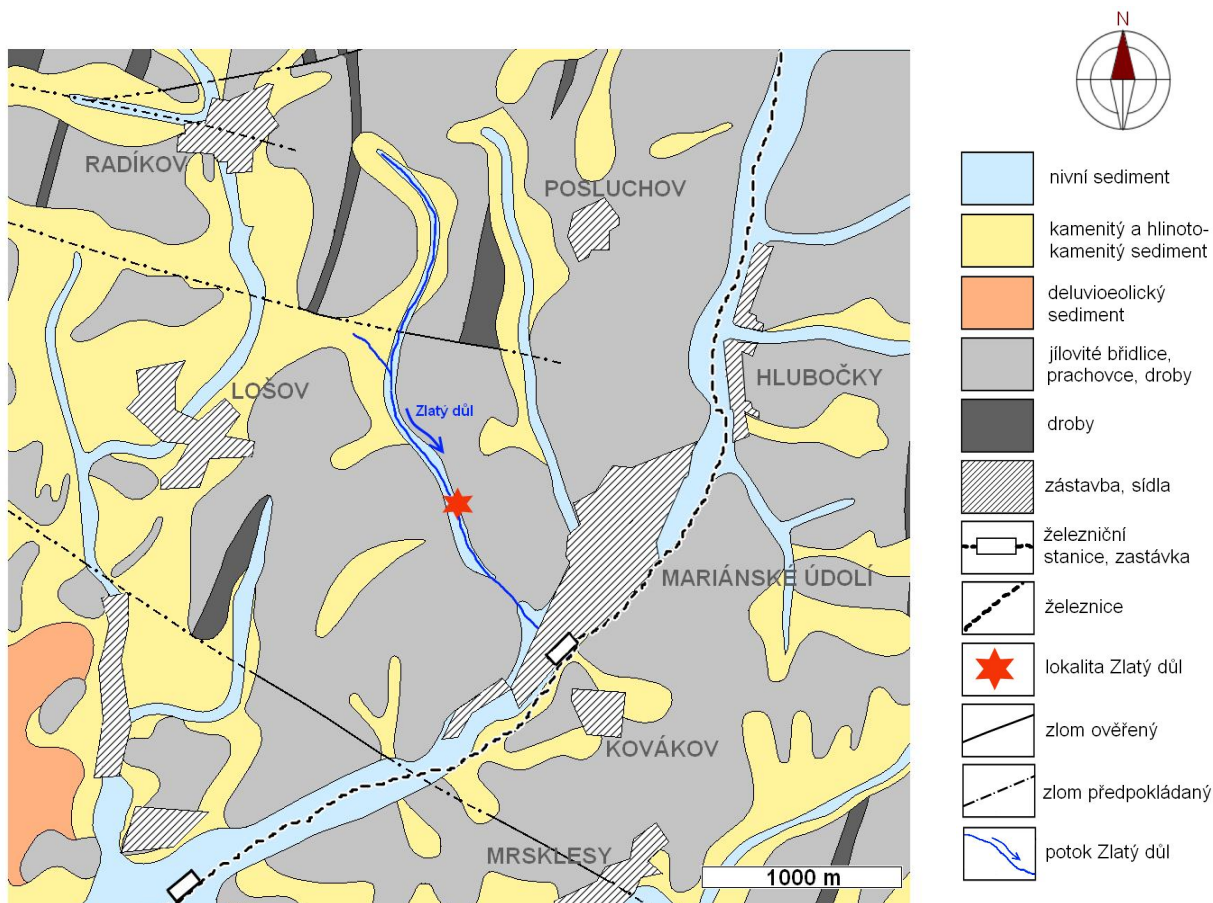 N
RADÍKOV
POSLUCHOV
LOŠOV
HLUBOČKY
Zlatý důl
MARIÁNSKÉ ÚDOLÍ
KOVÁKOV
MRSKLESY
1000 m
nivní sediment
kamenitý a hlinoto-
kamenitý sediment
deluvioeolický
sediment
jílovité břidlice,
prachovce, droby
droby
zástavba, sídla
železniční
stanice, zastávka
železnice
lokalita Zlatý důl
zlom ověřený
zlom předpokládaný
potok Zlatý důl